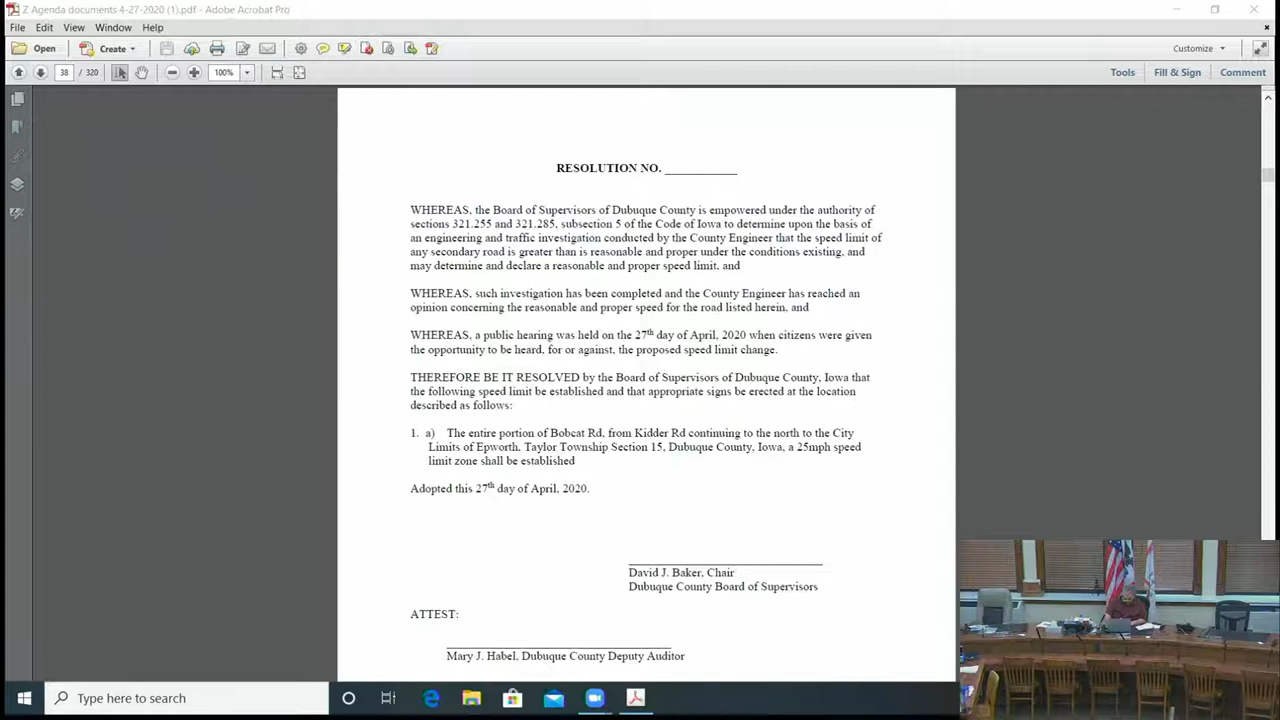 Z Agenda documents 4-27-2020 (1).pdf - Adobe Acrobat Pro
File Edit View Window Help
Open Create Customize
38 / 320 100% Tools Fill & Sign Comment
RESOLUTION NO. ___________
WHEREAS, the Board of Supervisors of Dubuque County is empowered under the authority of
sections 321.255 and 321.285, subsection 5 of the Code of Iowa to determine upon the basis of
an engineering and traffic investigation conducted by the County Engineer that the speed limit of
any secondary road is greater than is reasonable and proper under the conditions existing, and
may determine and declare a reasonable and proper speed limit, and
WHEREAS, such investigation has been completed and the County Engineer has reached an
opinion concerning the reasonable and proper speed for the road listed herein, and
WHEREAS, a public hearing was held on the 27th day of April, 2020 when citizens were given
the opportunity to be heard, for or against, the proposed speed limit change.
THEREFORE BE IT RESOLVED by the Board of Supervisors of Dubuque County, Iowa that
the following speed limit be established and that appropriate signs be erected at the location
described as follows:
1. a) The entire portion of Bobcat Rd, from Kidder Rd continuing to the north to the City
Limits of Epworth, Taylor Township Section 15, Dubuque County, Iowa, a 25mph speed
limit zone shall be established
Adopted this 27th day of April, 2020.
David J. Baker, Chair
Dubuque County Board of Supervisors
ATTEST:
Mary J. Habel, Dubuque County Deputy Auditor
Type here to search